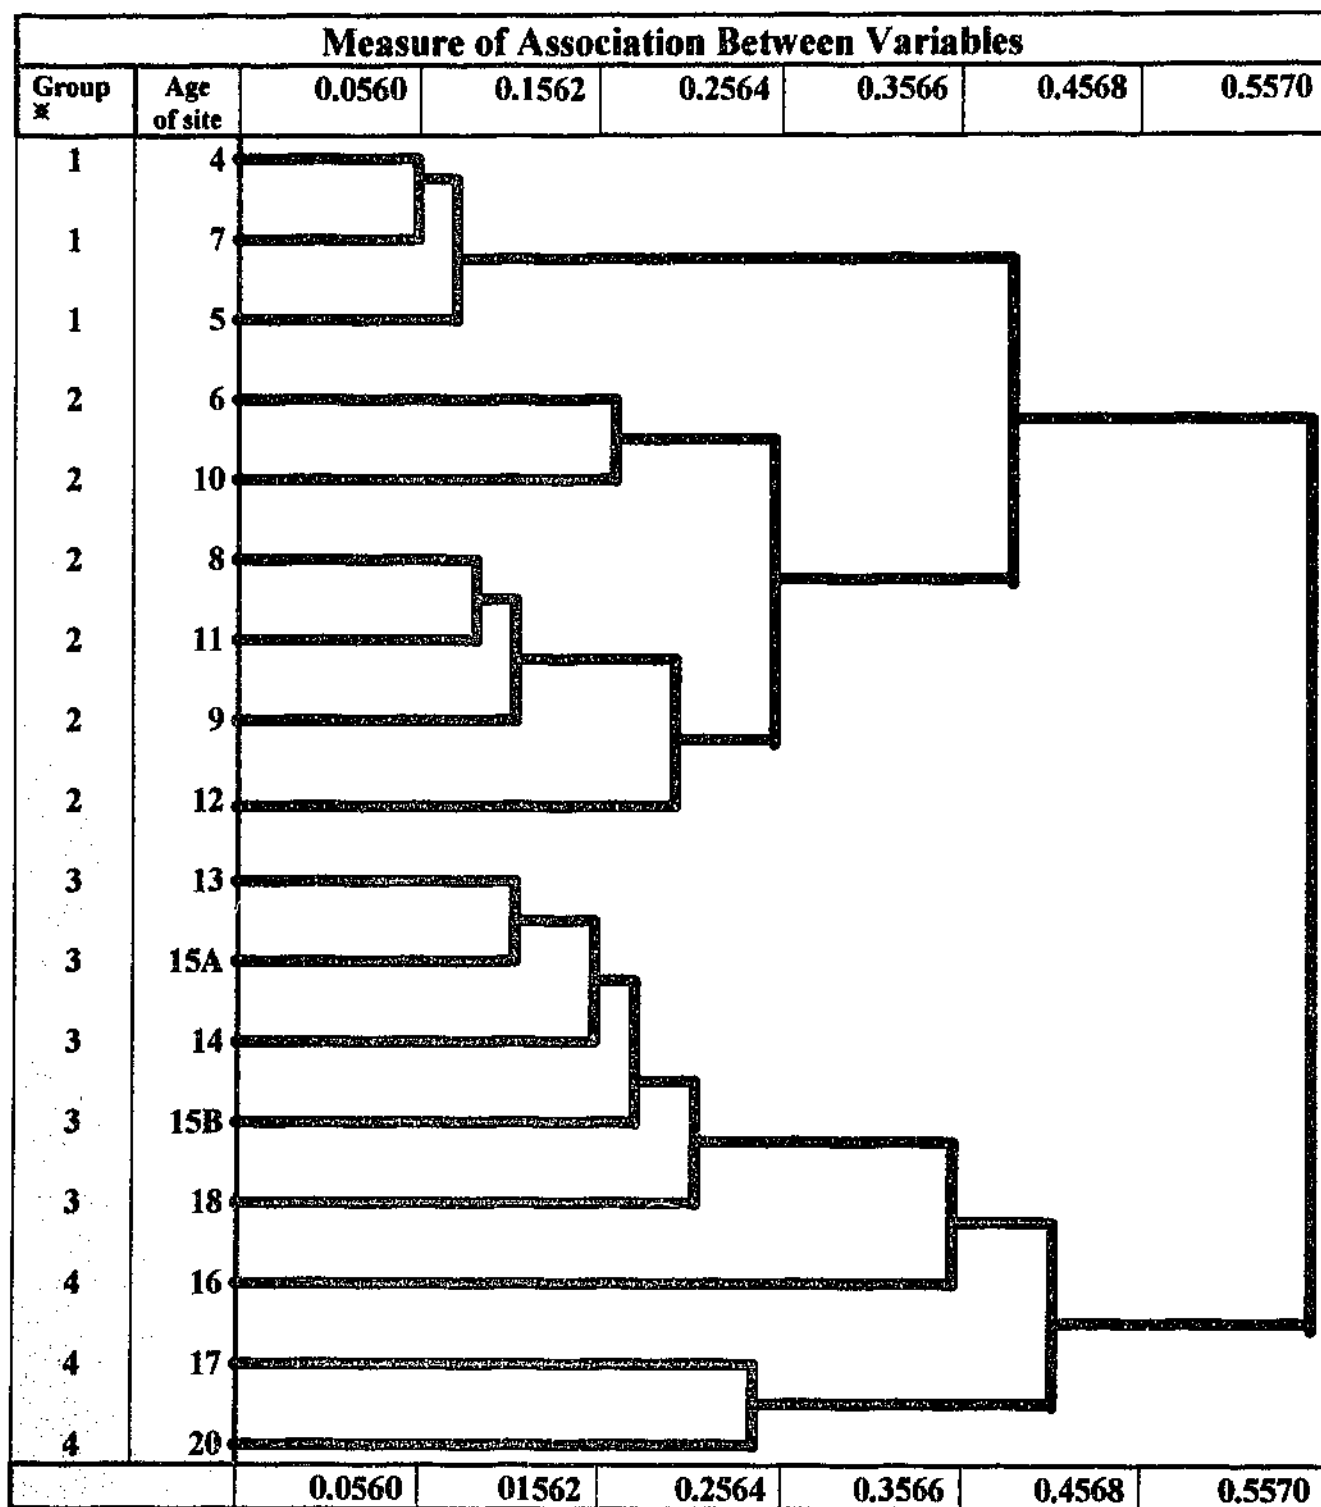 Measure of Association Between Variables
Group Age 0.0560 0.1562 0.2564 0.3566 0.4568 0.5570
※ of site
1 4
1 7
1 5
2 6
2 10
2 8
2 11
2 9
2 12
3 13
3 15A
3 14
3 15B
3 18
4 16
4 17
4 20
0.0560 01562 0.2564 0.3566 0.4568 0.5570